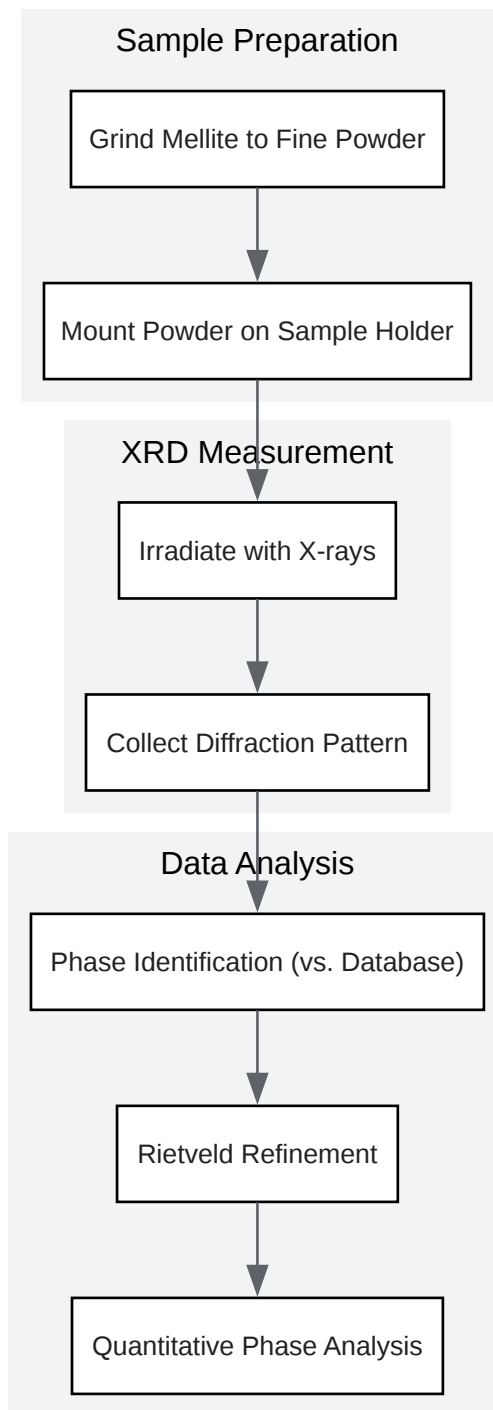 Sample Preparation
Grind Mellite to Fine Powder
Mount Powder on Sample Holder
XRD Measurement
Irradiate with X-rays
Collect Diffraction Pattern
Data Analysis
Phase Identification (vs. Database)
Rietveld Refinement
Quantitative Phase Analysis